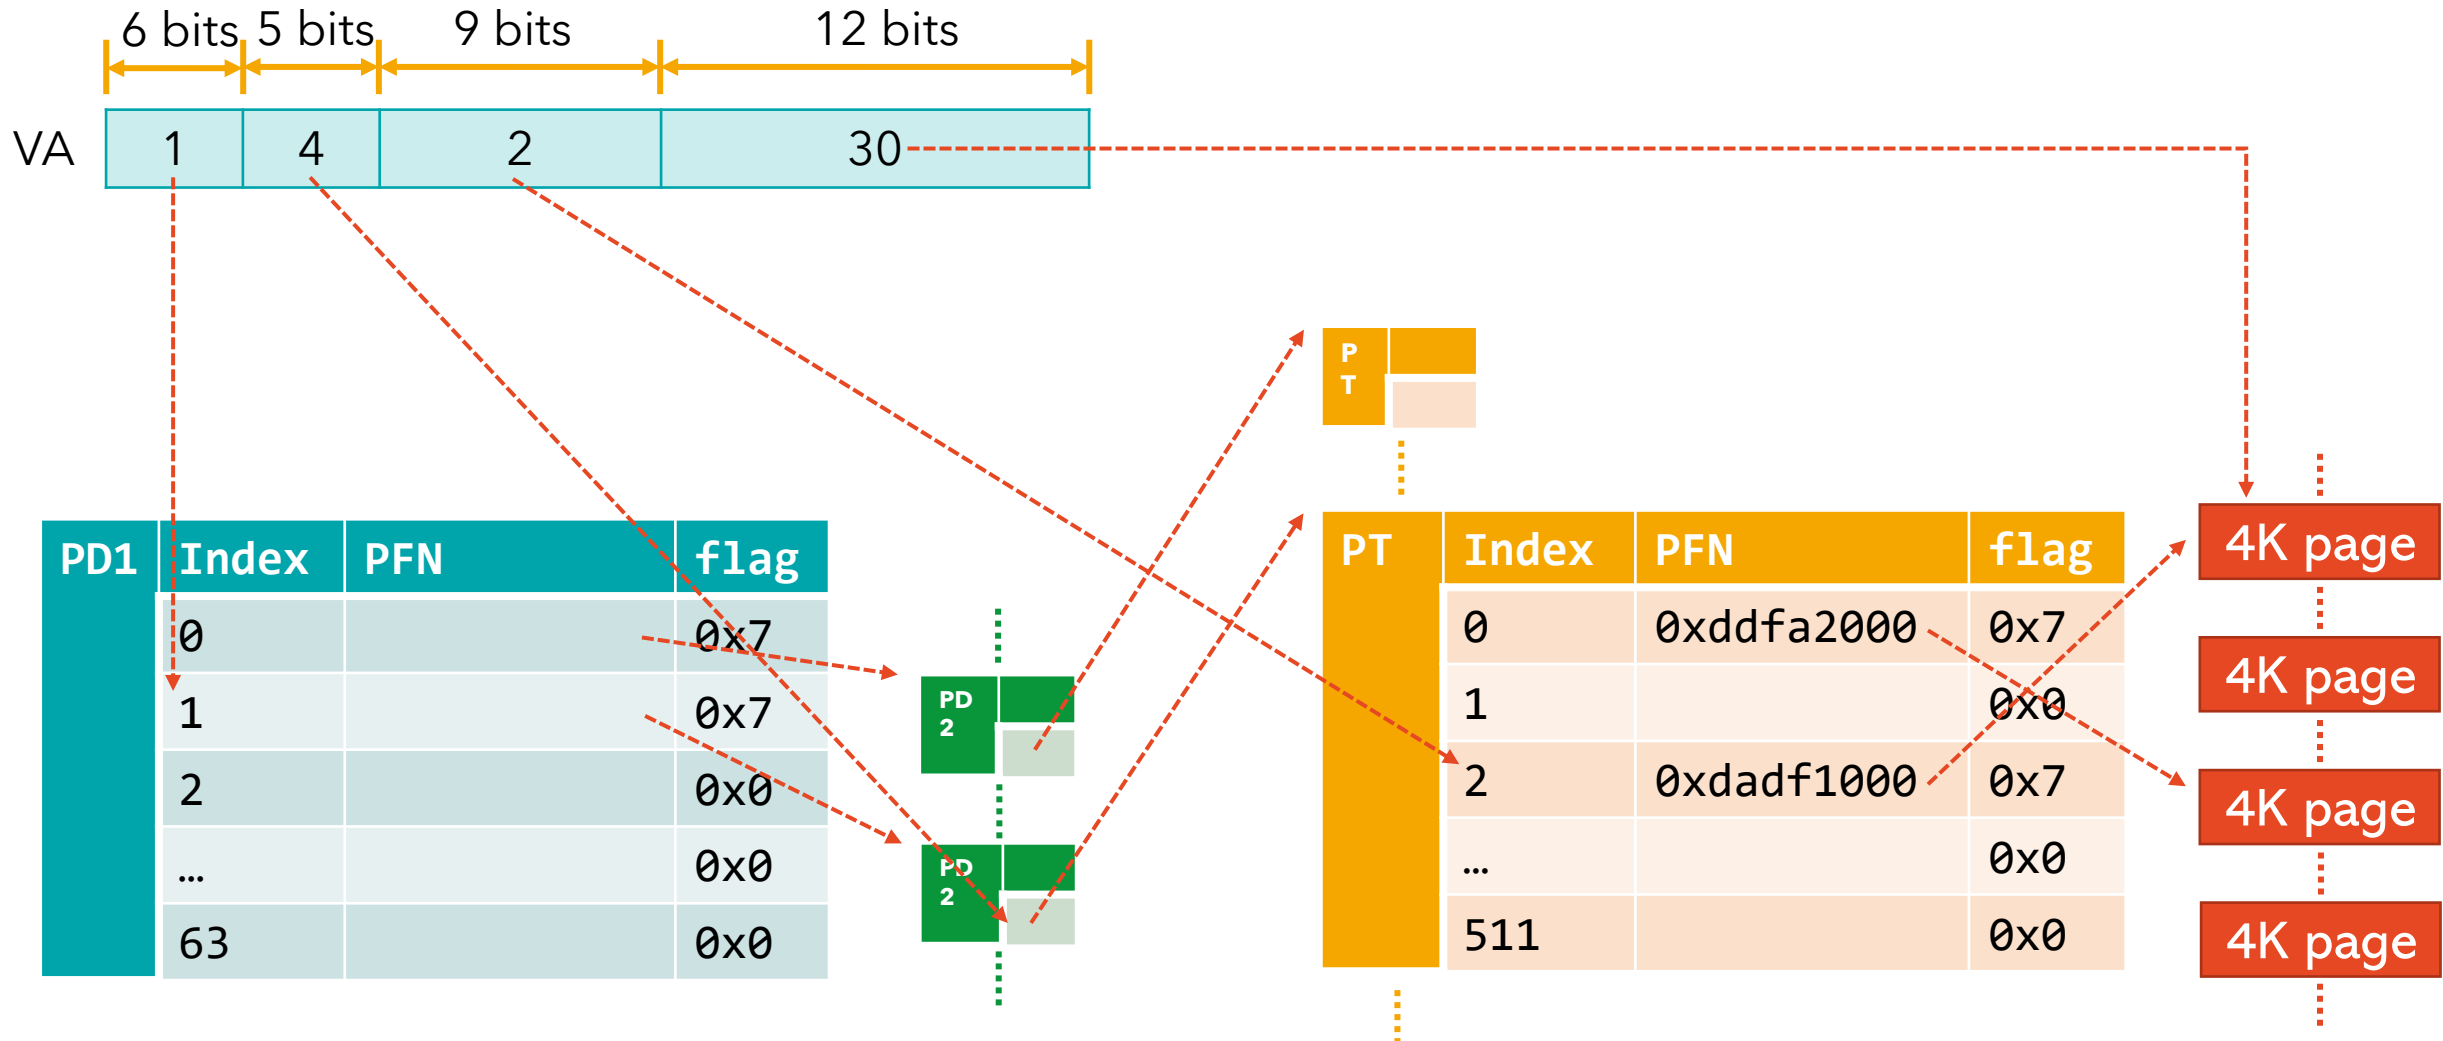 6 bits 5 bits 9 bits 12 bits
VA 1 4 2 30
P
T
PD1 Index PFN flag
0 0x7
1 0x7
2 0x0
… 0x0
63 0x0
PD
2
PD
2
PT Index PFN flag
0 0xddfa2000 0x7
1 0x0
2 0xdadf1000 0x7
… 0x0
511 0x0
4K page
4K page
4K page
4K page